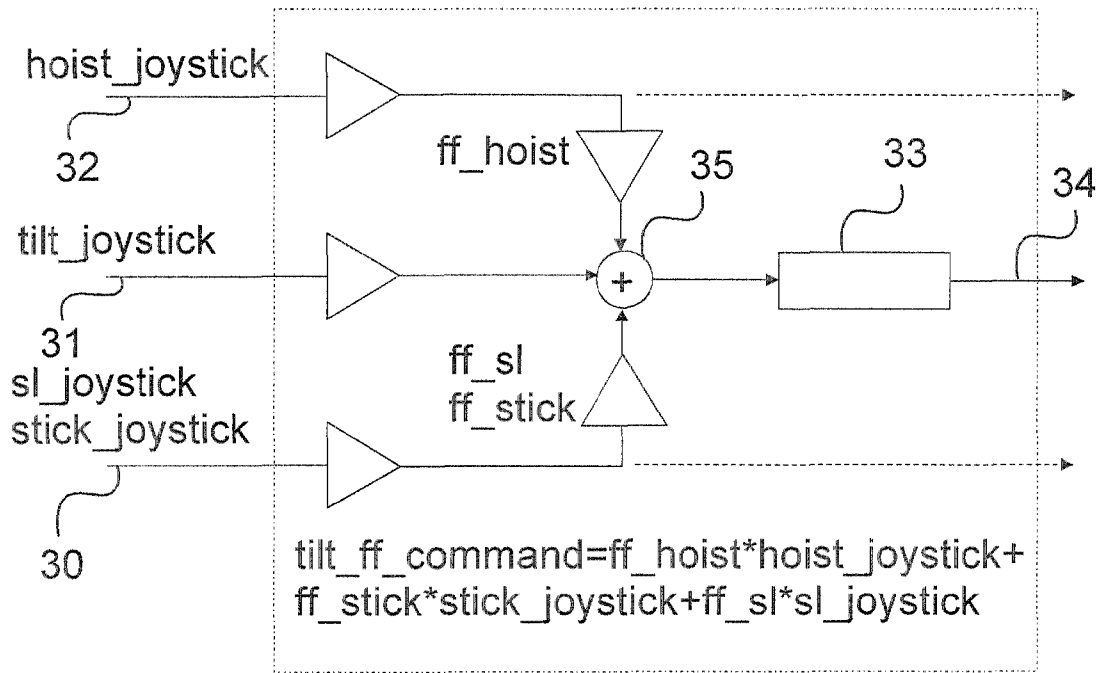 hoist_joystick
32
ff_hoist
35
33
34
tilt_joystick
+
31
sl_joystick
stick_joystick
ff_sl
ff_stick
30
tilt_ff_command=ff_hoist*hoist_joystick+
ff_stick*stick_joystick+ff_sl*sl_joystick